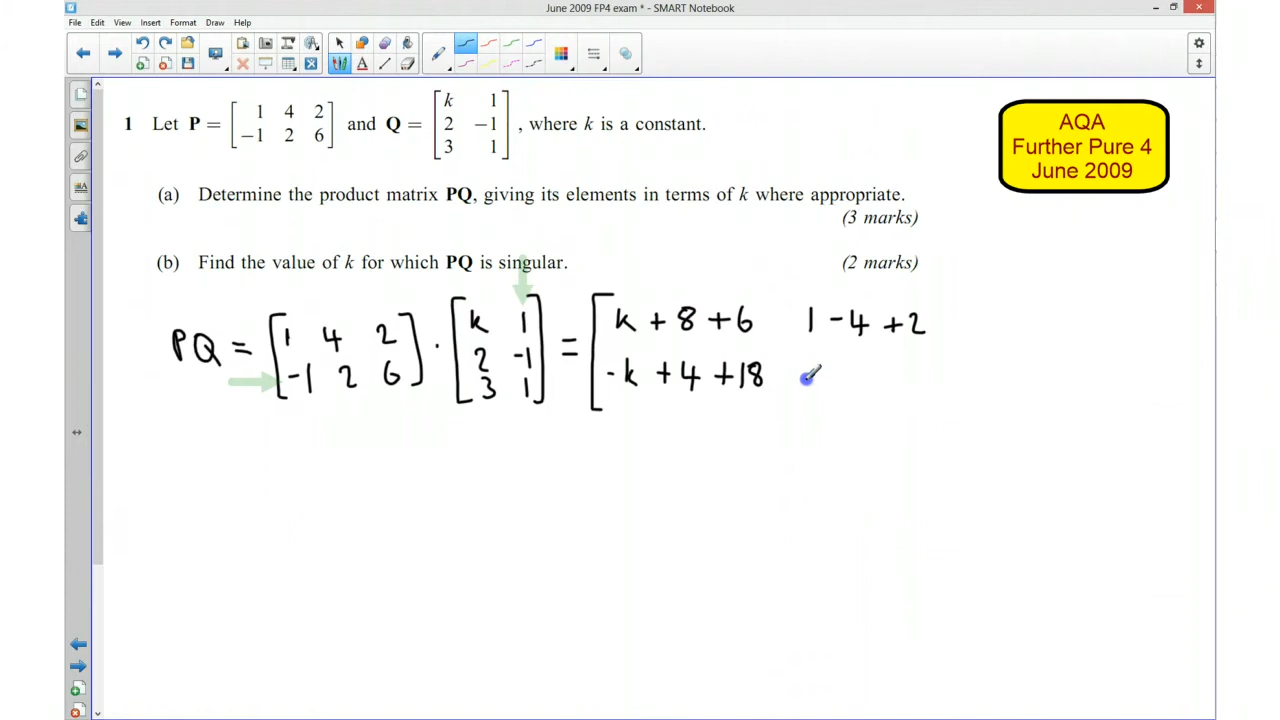 June 2009 FP4 exam * - SMART Notebook
File Edit View Insert Format Draw Help
1 Let P = [ 1 4 2 and Q = [ k 1 , where k is a constant.
-1 2 6 ] 2 -1
3 1 ]
AQA
Further Pure 4
June 2009
(a) Determine the product matrix PQ, giving its elements in terms of k where appropriate.
(3 marks)
(b) Find the value of k for which PQ is singular. (2 marks)
PQ = [ 1 4 2 · [ k 1 = [ k + 8 + 6 1 - 4 + 2
-1 2 6 ] 2 -1 -k + 4 + 18
3 1 ]